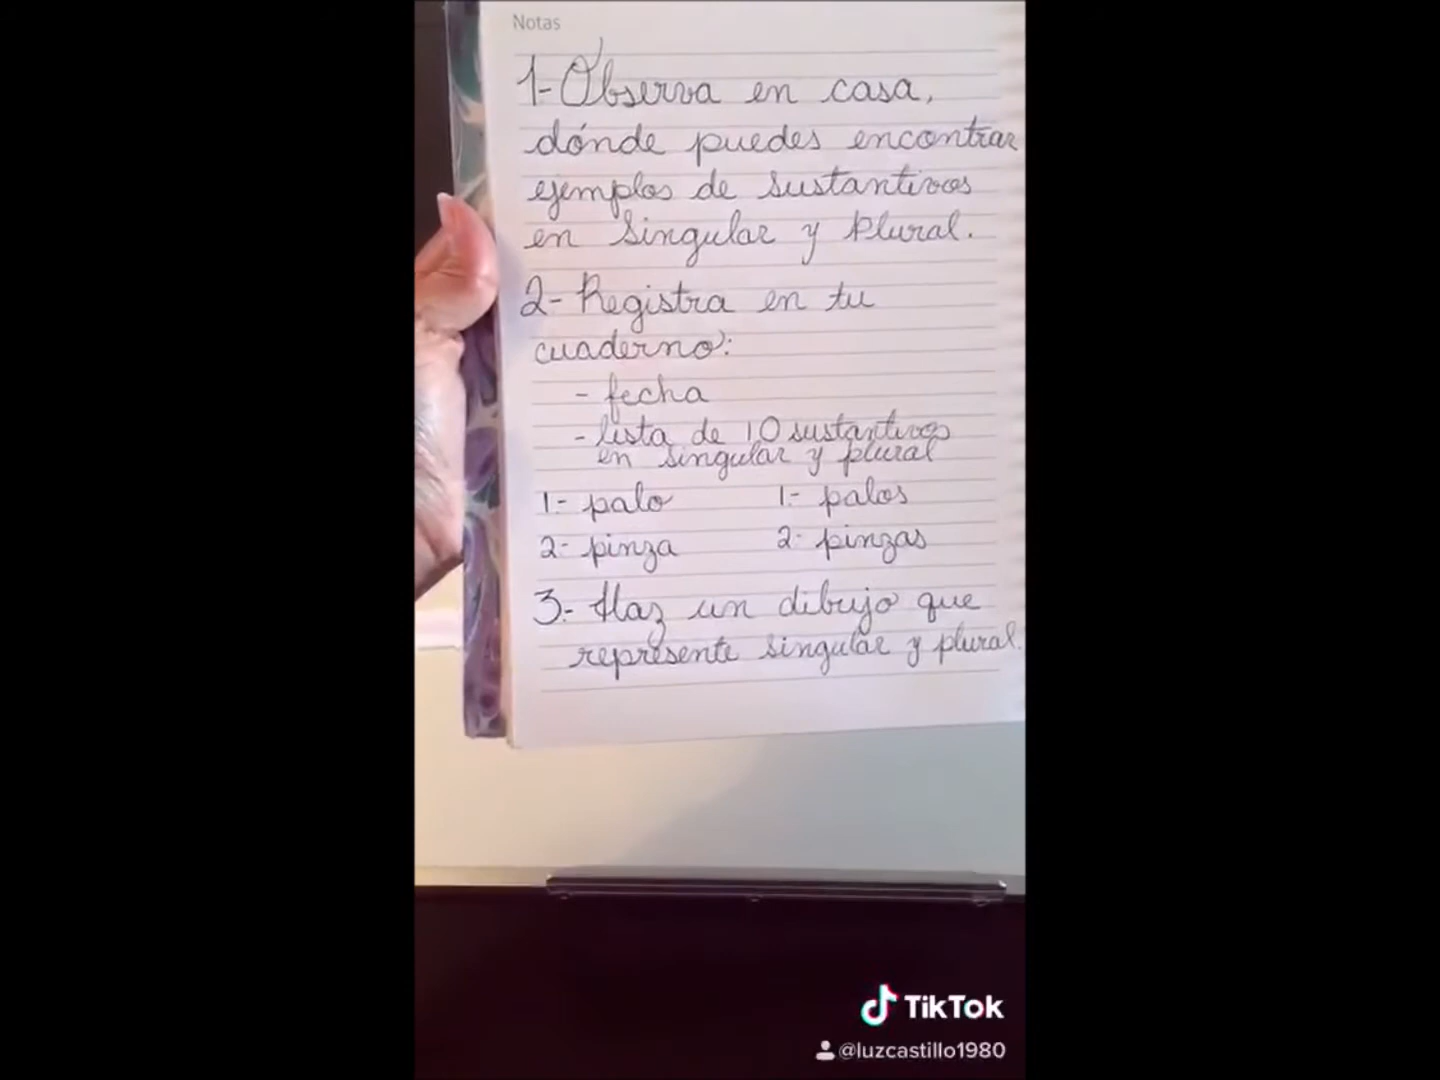 Notas
1- Observa en casa,
dónde puedes encontrar
ejemplos de sustantivos
en singular y plural.
2- Registra en tu
cuaderno:
- fecha
- lista de 10 sustantivos
en singular y plural
1.- palo 1.- palos
2- pinza 2- pinzas
3.- Haz un dibujo que
represente singular y plural.
TikTok
@luzcastillo1980